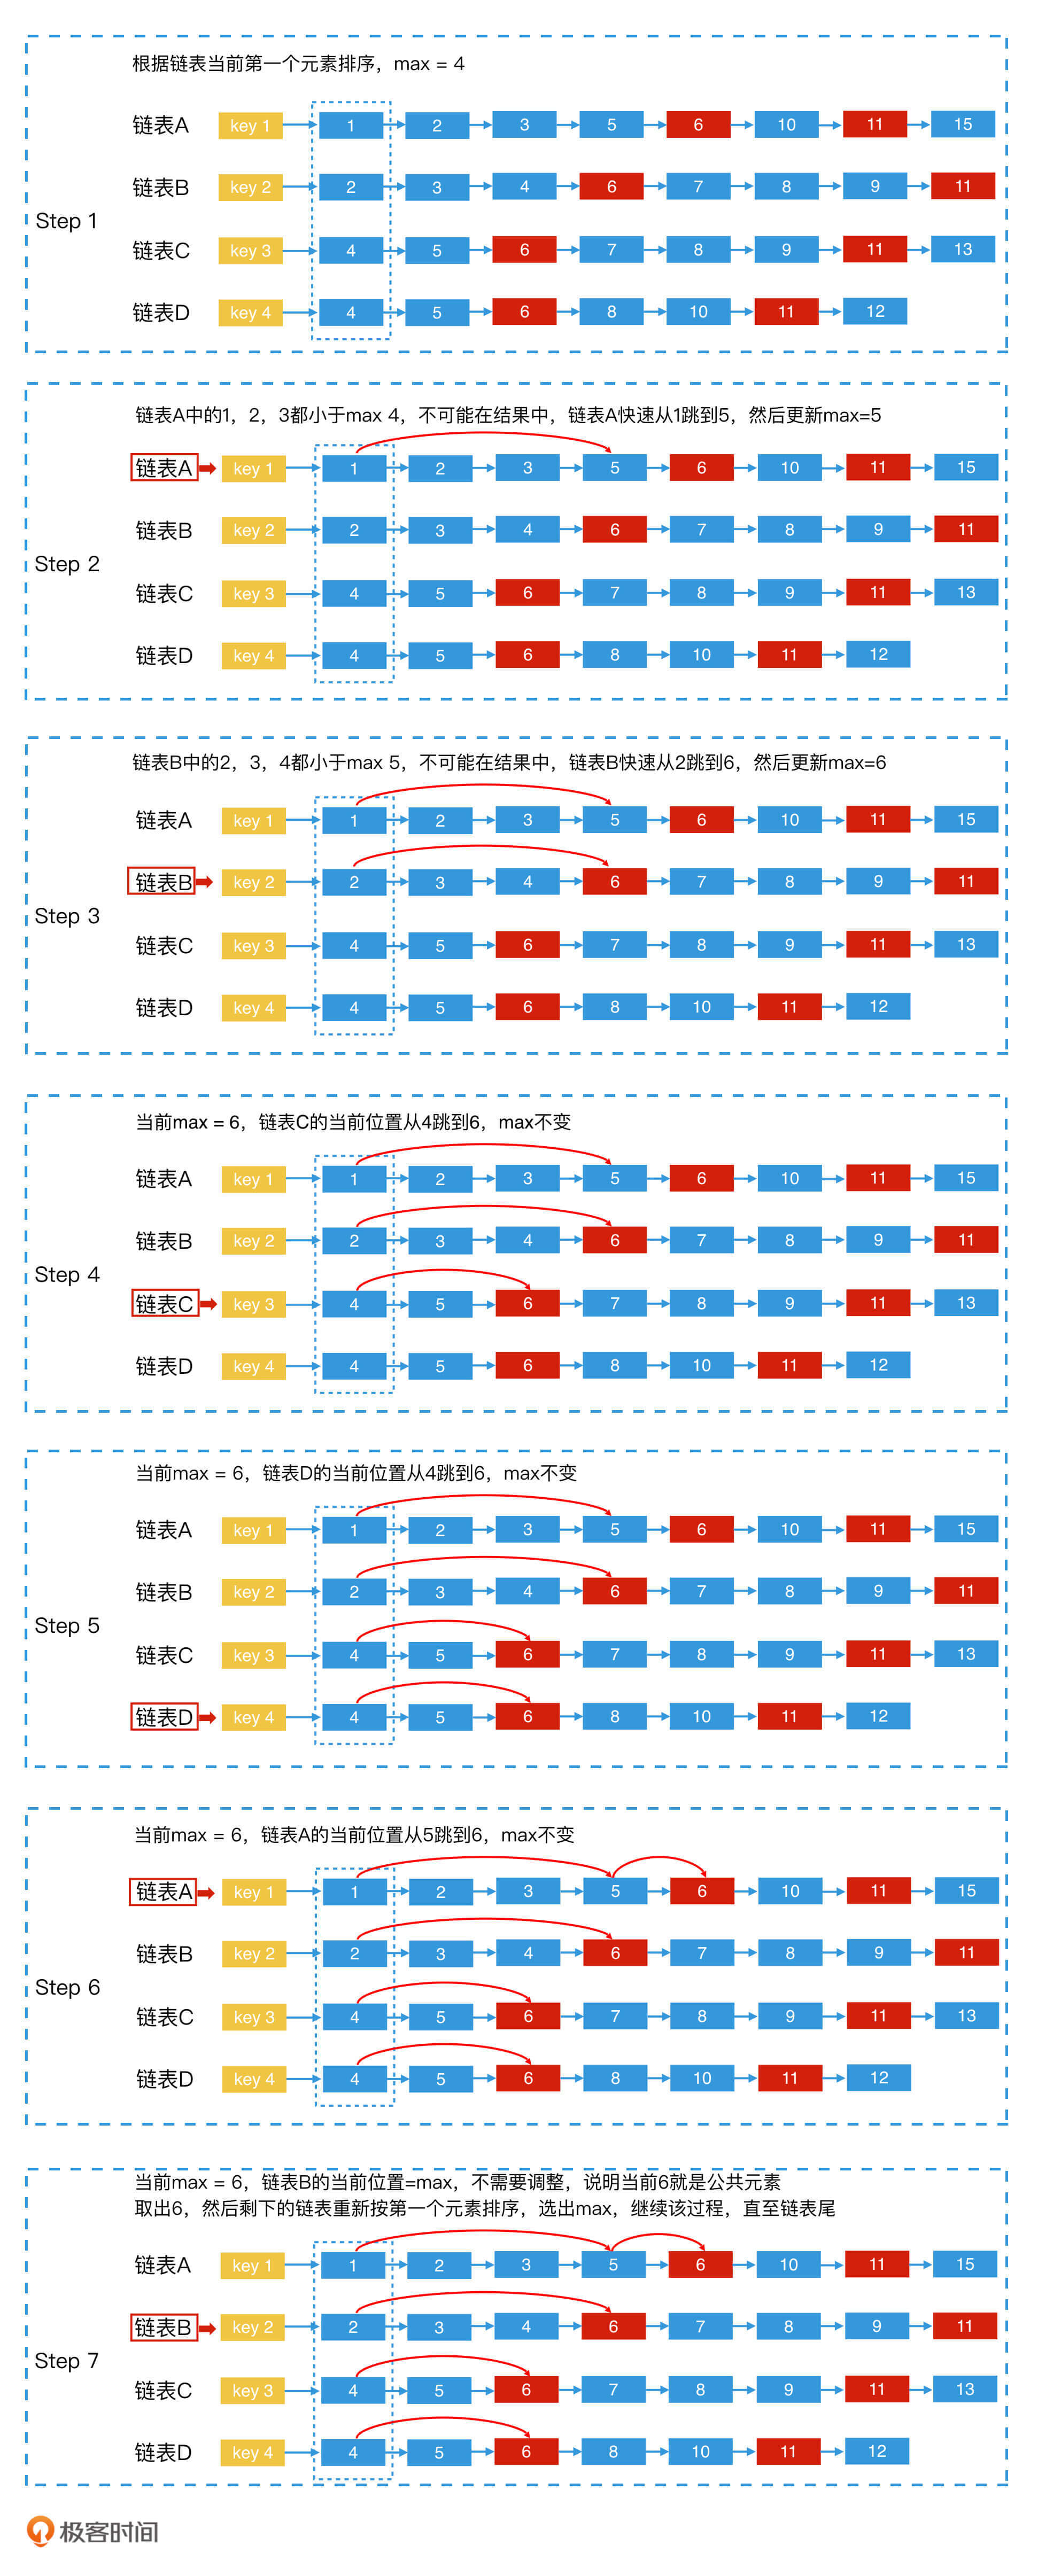 根据链表当前第一个元素排序，max = 4
链表A key 1 1 2 3 5 6 10 11 15
链表B key 2 2 3 4 6 7 8 9 11
Step 1
链表C key 3 4 5 6 7 8 9 11 13
链表D key 4 4 5 6 8 10 11 12
链表A中的1，2，3都小于max 4，不可能在结果中，链表A快速从1跳到5，然后更新max=5
链表A key 1 1 2 3 5 6 10 11 15
链表B key 2 2 3 4 6 7 8 9 11
Step 2
链表C key 3 4 5 6 7 8 9 11 13
链表D key 4 4 5 6 8 10 11 12
链表B中的2，3，4都小于max 5，不可能在结果中，链表B快速从2跳到6，然后更新max=6
链表A key 1 1 2 3 5 6 10 11 15
链表B key 2 2 3 4 6 7 8 9 11
Step 3
链表C key 3 4 5 6 7 8 9 11 13
链表D key 4 4 5 6 8 10 11 12
当前max = 6，链表C的当前位置从4跳到6，max不变
链表A key 1 1 2 3 5 6 10 11 15
链表B key 2 2 3 4 6 7 8 9 11
Step 4
链表C key 3 4 5 6 7 8 9 11 13
链表D key 4 4 5 6 8 10 11 12
当前max = 6，链表D的当前位置从4跳到6，max不变
链表A key 1 1 2 3 5 6 10 11 15
链表B key 2 2 3 4 6 7 8 9 11
Step 5
链表C key 3 4 5 6 7 8 9 11 13
链表D key 4 4 5 6 8 10 11 12
当前max = 6，链表A的当前位置从5跳到6，max不变
链表A key 1 1 2 3 5 6 10 11 15
链表B key 2 2 3 4 6 7 8 9 11
Step 6
链表C key 3 4 5 6 7 8 9 11 13
链表D key 4 4 5 6 8 10 11 12
当前max = 6，链表B的当前位置=max，不需要调整，说明当前6就是公共元素
取出6，然后剩下的链表重新按第一个元素排序，选出max，继续该过程，直至链表尾
链表A key 1 1 2 3 5 6 10 11 15
链表B key 2 2 3 4 6 7 8 9 11
Step 7
链表C key 3 4 5 6 7 8 9 11 13
链表D key 4 4 5 6 8 10 11 12
极客时间